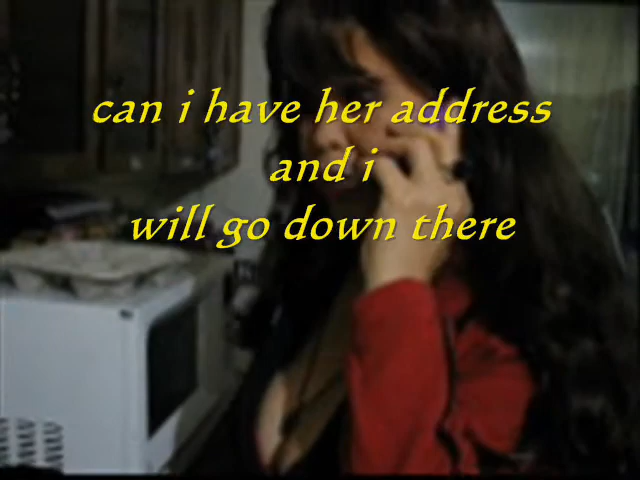 can i have her address
and i
will go down there